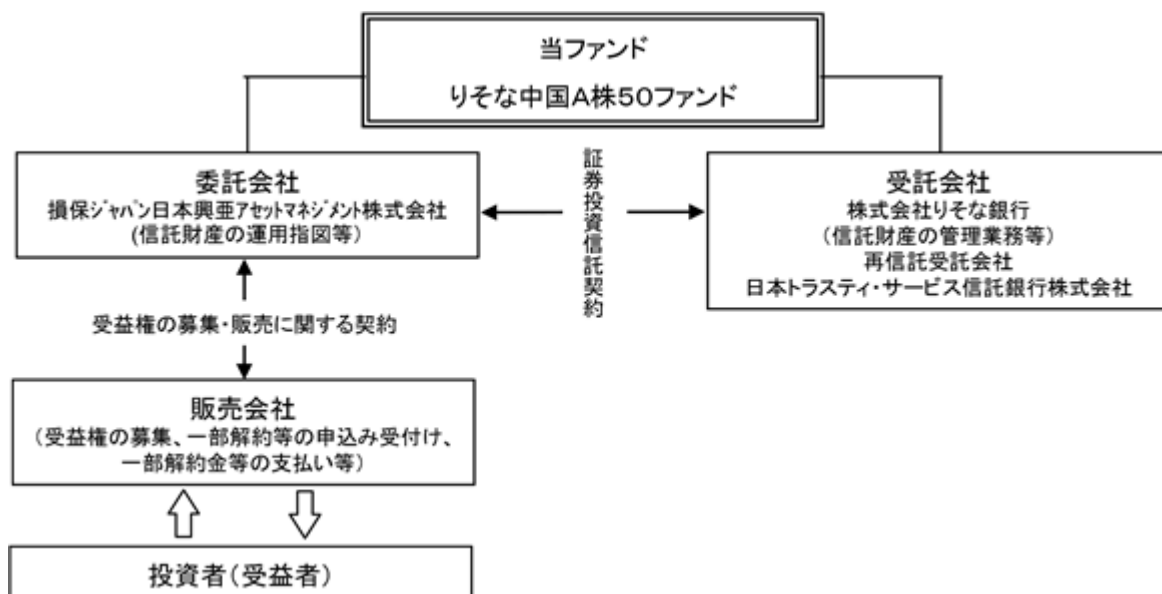 当ファンド
りそな中国A株50ファンド
委託会社
損保ジャパン日本興亜アセットマネジメント株式会社
(信託財産の運用指図等)
証券投資信託契約
受託会社
株式会社りそな銀行
(信託財産の管理業務等)
再信託受託会社
日本トラスティ・サービス信託銀行株式会社
受益権の募集・販売に関する契約
販売会社
(受益権の募集、一部解約等の申込み受付け、
一部解約金等の支払い等)
投資者(受益者)